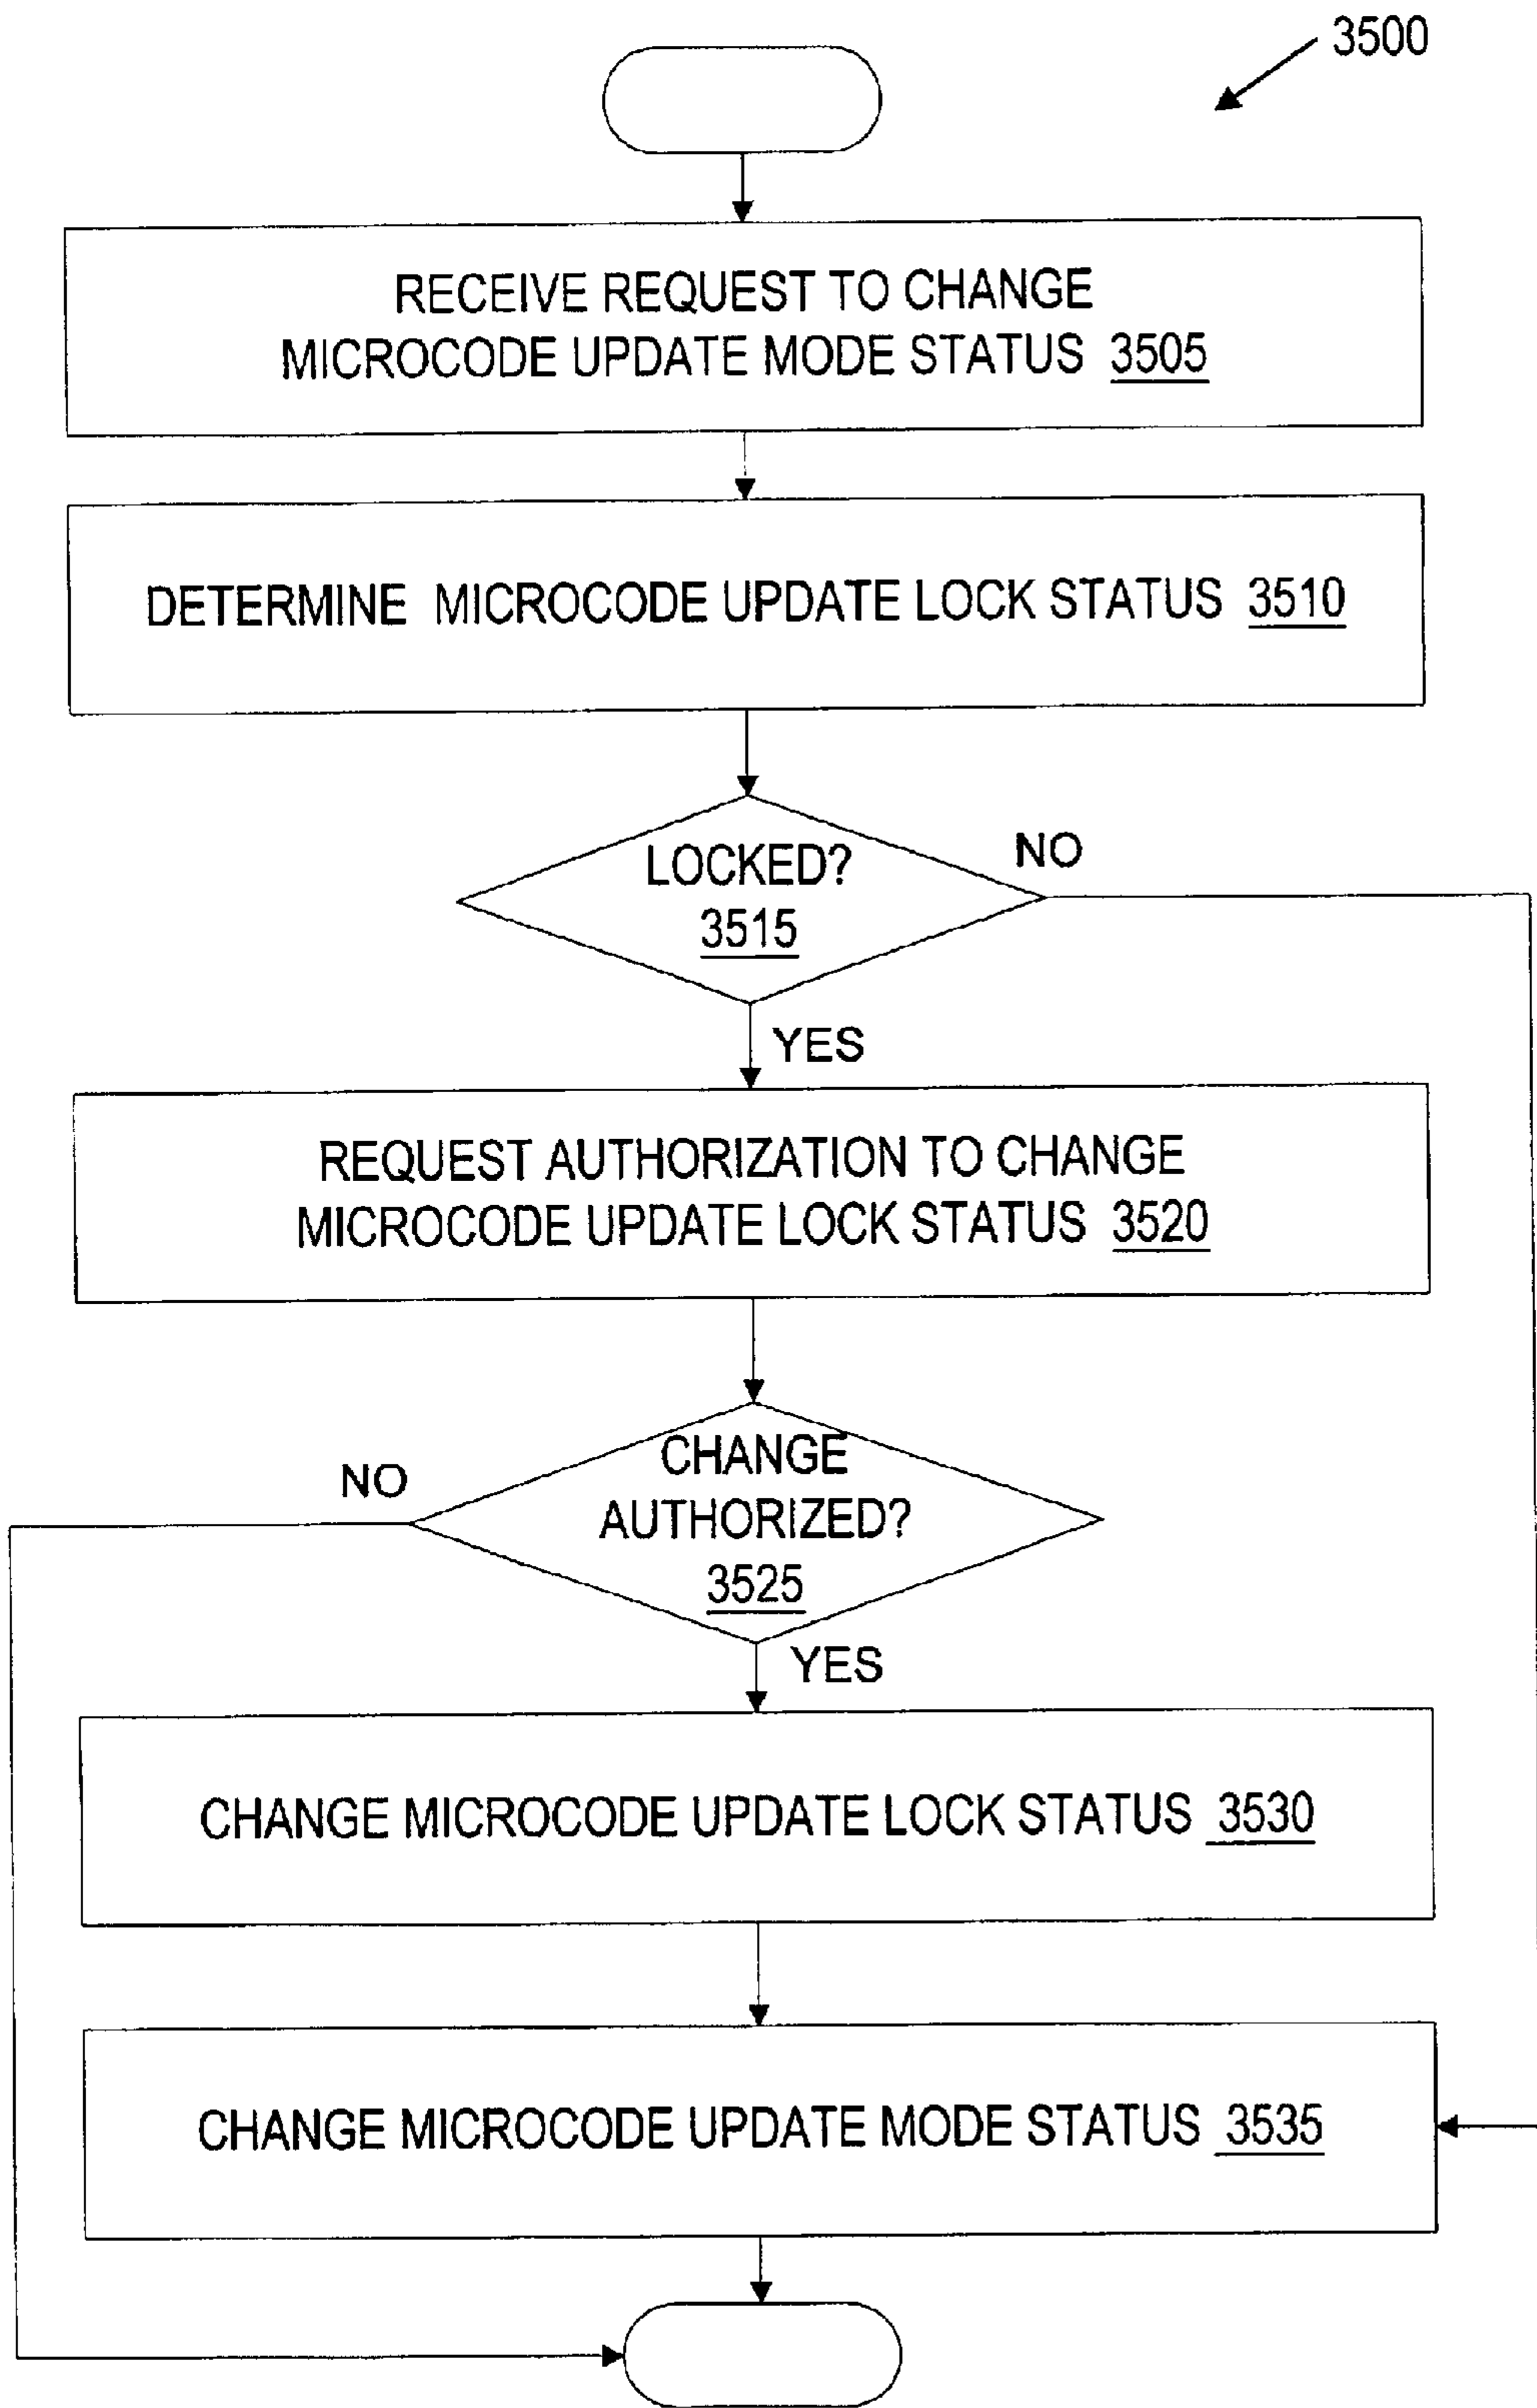 3500
RECEIVE REQUEST TO CHANGE
MICROCODE UPDATE MODE STATUS 3505
DETERMINE MICROCODE UPDATE LOCK STATUS 3510
LOCKED?
3515
NO
YES
REQUEST AUTHORIZATION TO CHANGE
MICROCODE UPDATE LOCK STATUS 3520
CHANGE
AUTHORIZED?
3525
NO
YES
CHANGE MICROCODE UPDATE LOCK STATUS 3530
CHANGE MICROCODE UPDATE MODE STATUS 3535